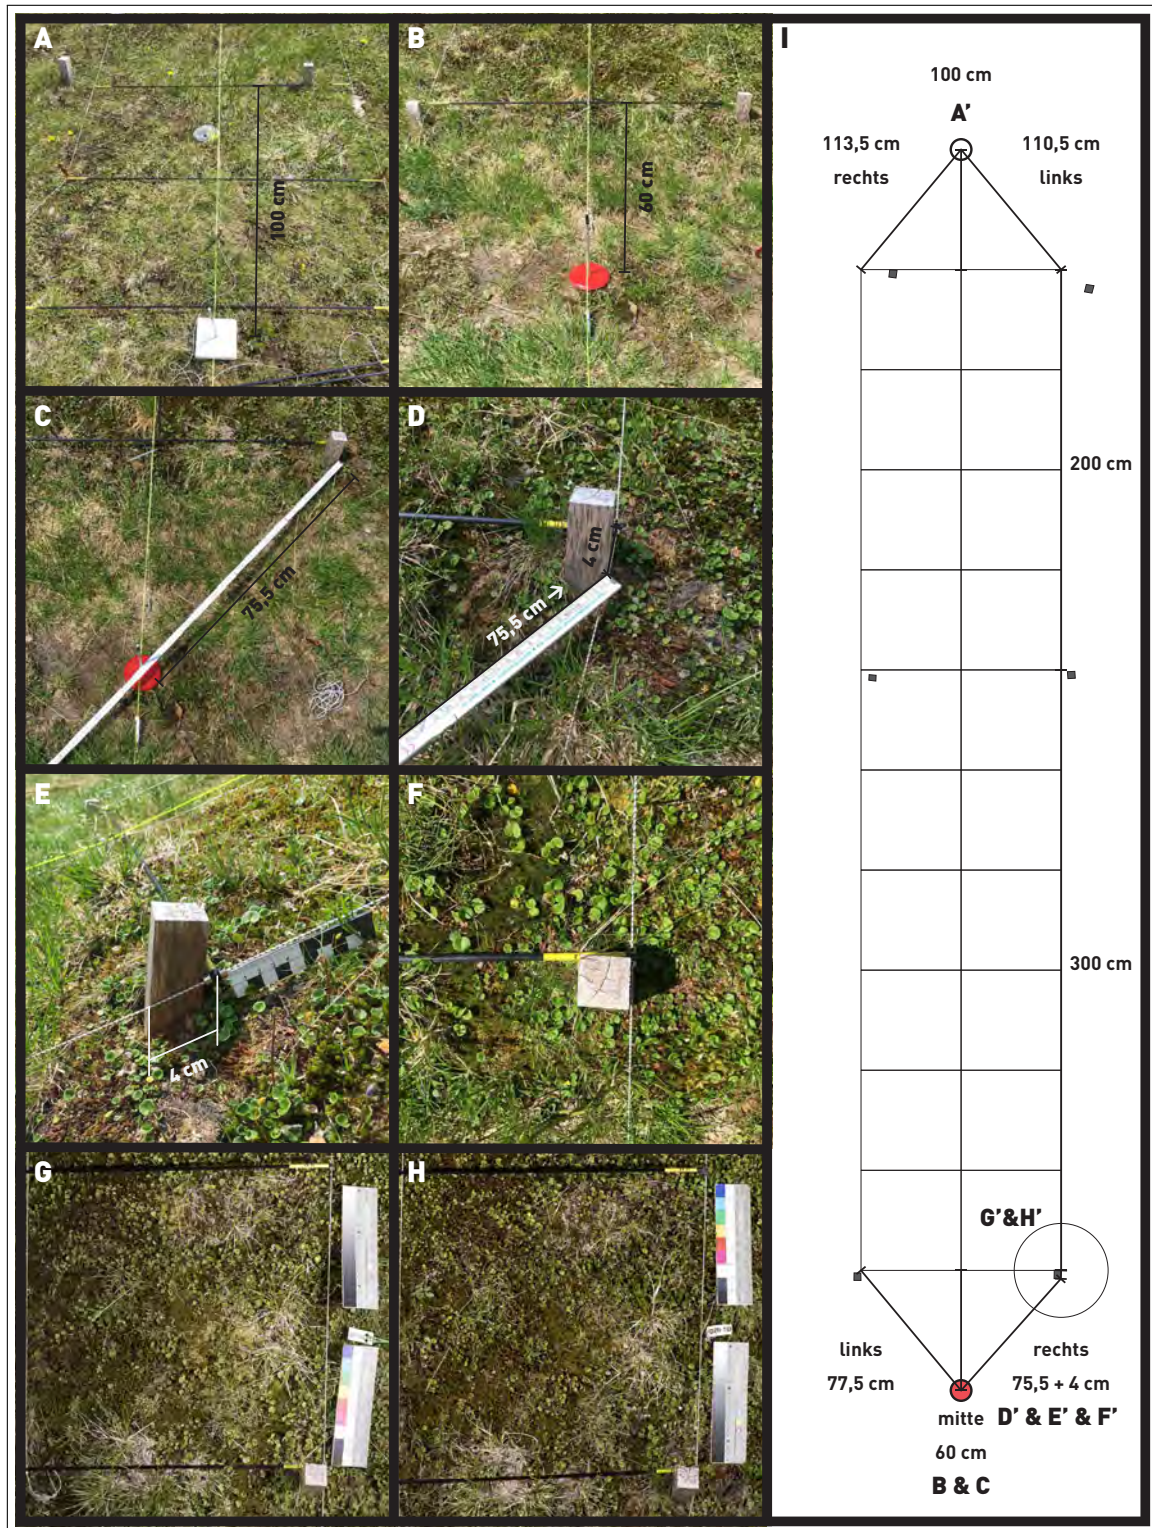 A
100 cm
B
60 cm
C
75,5 cm
D
4 cm
75,5 cm →
E
4 cm
F
G
H
I
100 cm
A'
113,5 cm
rechts
110,5 cm
links
200 cm
300 cm
G'&H'
links
77,5 cm
rechts
75,5 + 4 cm
D' & E' & F'
mitte
60 cm
B & C